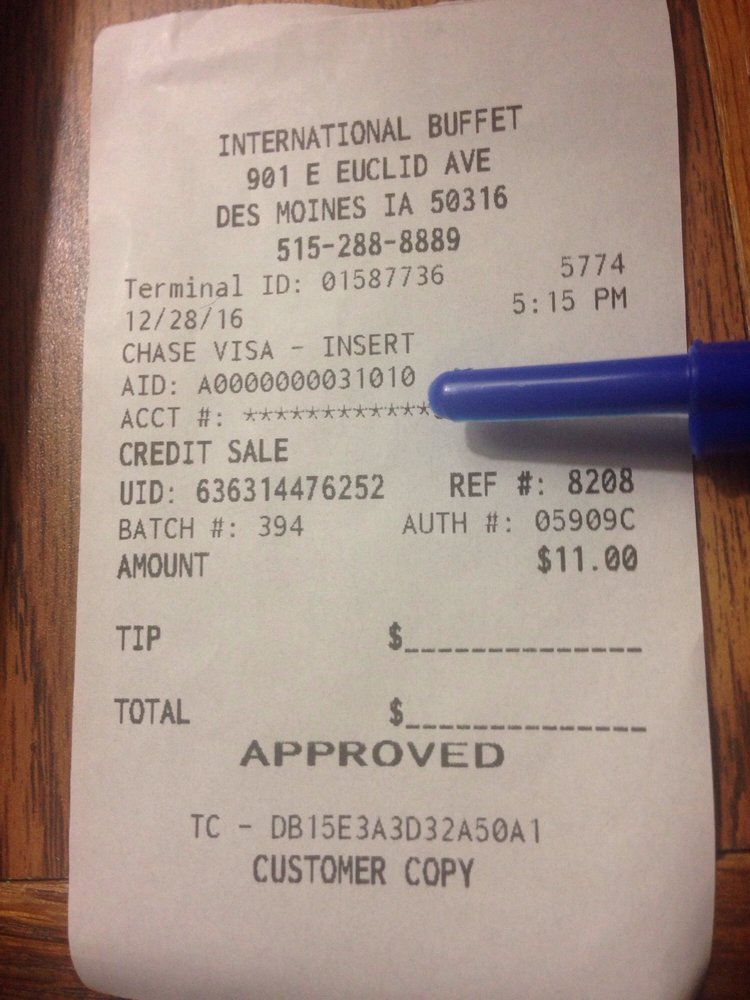 INTERNATIONAL BUFFET
901 E EUCLID AVE
DES MOINES IA 50316
515-288-8889
Terminal ID: 01587736 5774
12/28/16 5:15 PM
CHASE VISA - INSERT
AID: A0000000031010
ACCT #: ************
CREDIT SALE
UID: 636314476252 REF #: 8208
BATCH #: 394 AUTH #: 05909C
AMOUNT $11.00
TIP $______________
TOTAL $______________
APPROVED
TC - DB15E3A3D32A50A1
CUSTOMER COPY